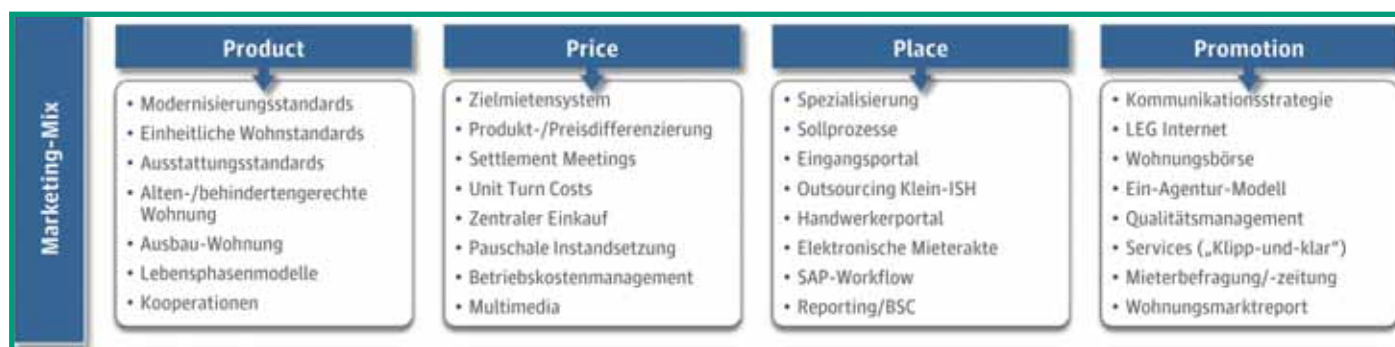 Marketing-Mix
Product
• Modernisierungsstandards
• Einheitliche Wohnstandards
• Ausstattungsstandards
• Alten-/behindertengerechte
Wohnung
• Ausbau-Wohnung
• Lebensphasenmodelle
• Kooperationen
Price
• Zielmietensystem
• Produkt-/Preisdifferenzierung
• Settlement Meetings
• Unit Turn Costs
• Zentraler Einkauf
• Pauschale Instandsetzung
• Betriebskostenmanagement
• Multimedia
Place
• Spezialisierung
• Sollprozesse
• Eingangsportal
• Outsourcing Klein-ISH
• Handwerkerportal
• Elektronische Mieterakte
• SAP-Workflow
• Reporting/BSC
Promotion
• Kommunikationsstrategie
• LEG Internet
• Wohnungsbörse
• Ein-Agentur-Modell
• Qualitätsmanagement
• Services („Klipp-und-klar“)
• Mieterbefragung/-zeitung
• Wohnungsmarktreport